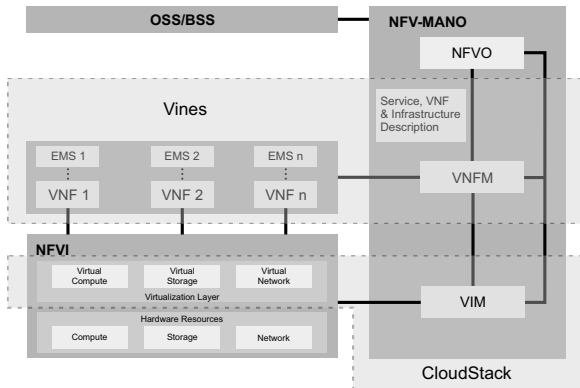 OSS/BSS
NFV-MANO
NFVO
Service, VNF
& Infrastructure
Description
Vines
EMS 1
EMS 2
EMS n
VNF 1
VNF 2
VNF n
VNFM
NFVI
Virtual
Compute
Virtual
Storage
Virtual
Network
Virtualization Layer
VIM
Hardware Resources
Compute
Storage
Network
CloudStack